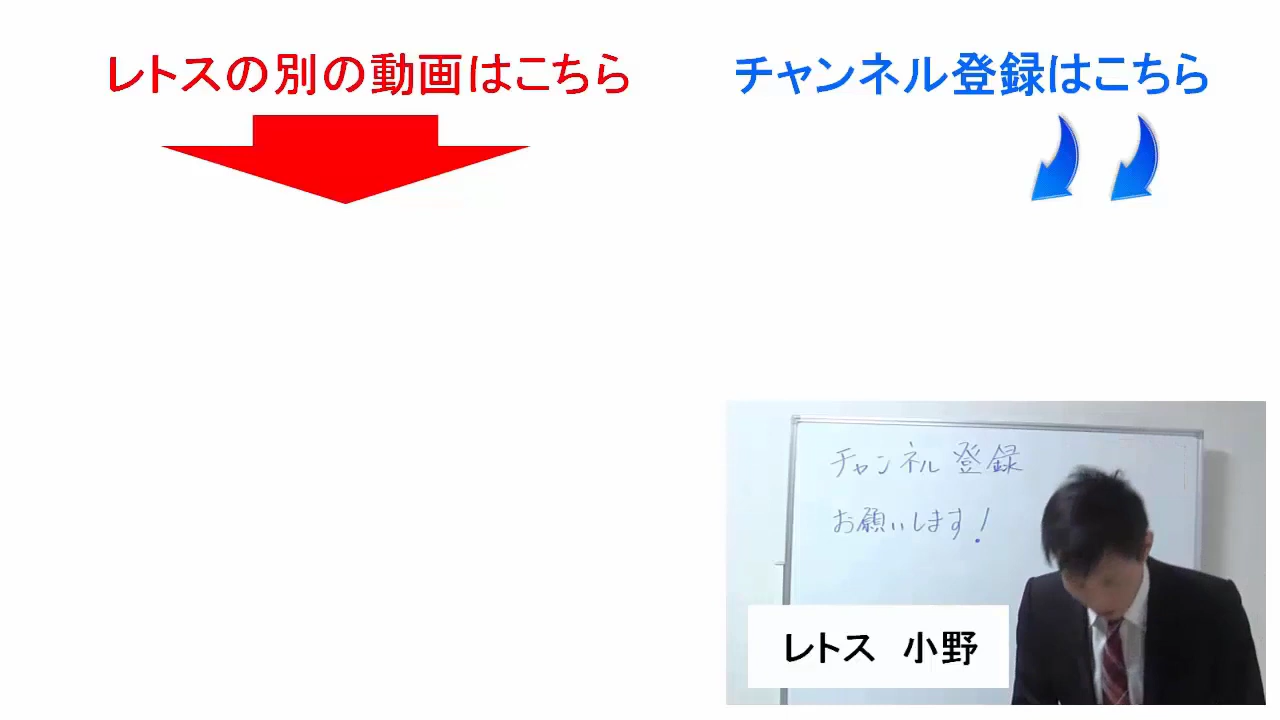 レトスの別の動画はこちら
チャンネル登録はこちら
チャンネル登録
お願いします!
レトス 小野